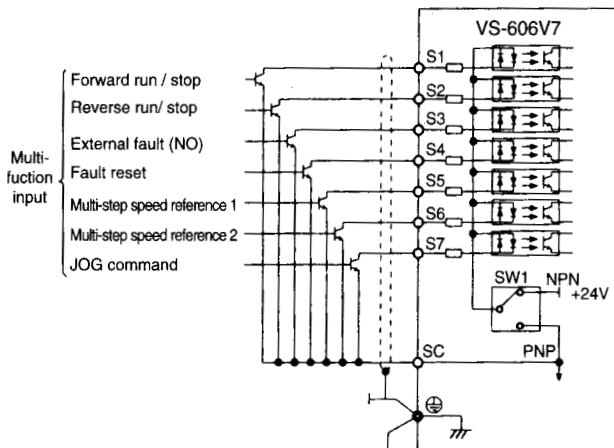 VS-606V7
S1
Forward run / stop
S2
Reverse run/ stop
S3
External fault (NO)
S4
Multi-
fuction
input
Fault reset
S5
Multi-step speed reference 1
S6
Multi-step speed reference 2
S7
JOG command
SW1
NPN
+24V
SC
PNP